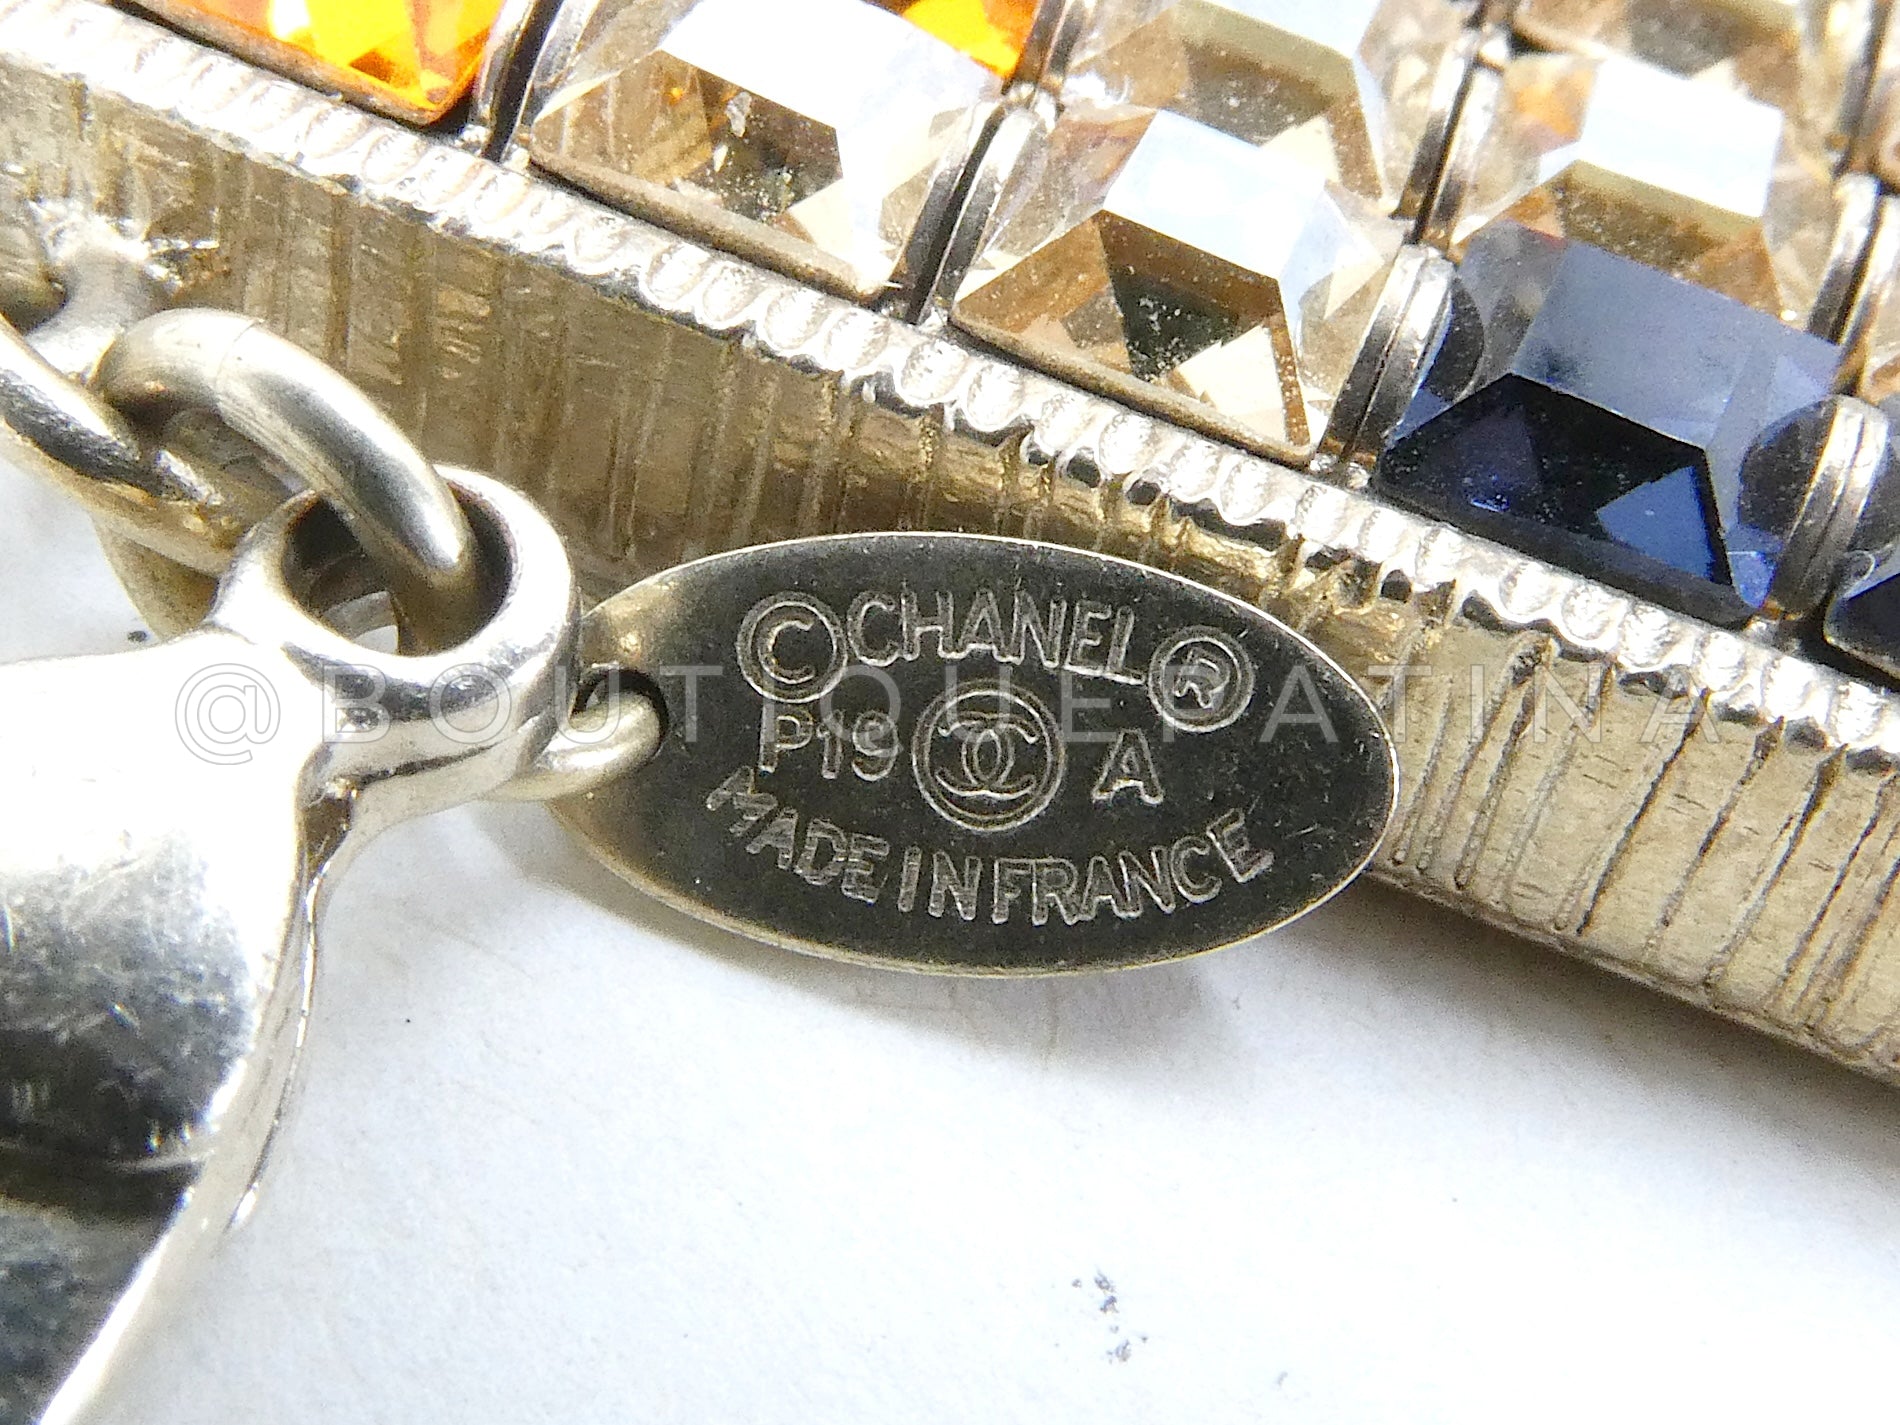 © CHANEL ®
P19 A
MADE IN FRANCE
@BOUTIQUEPATINA